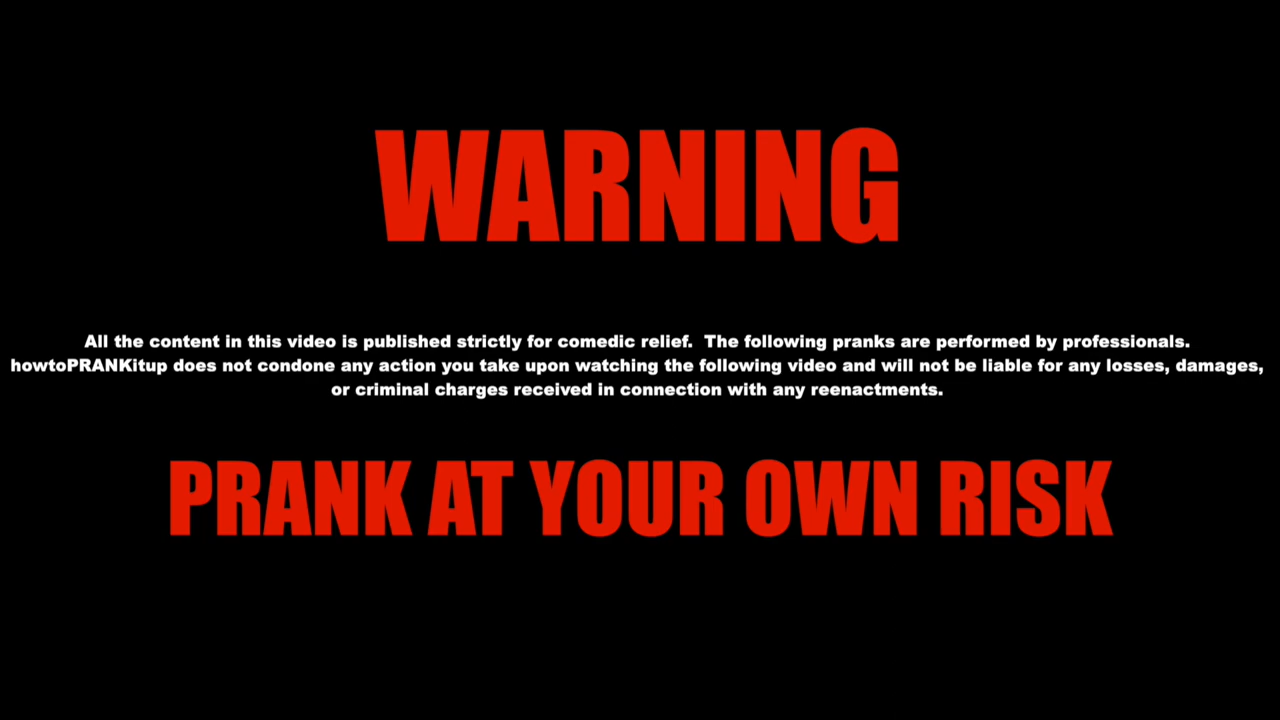 WARNING
All the content in this video is published strictly for comedic relief.  The following pranks are performed by professionals.
howtoPRANKitup does not condone any action you take upon watching the following video and will not be liable for any losses, damages,
or criminal charges received in connection with any reenactments.
PRANK AT YOUR OWN RISK